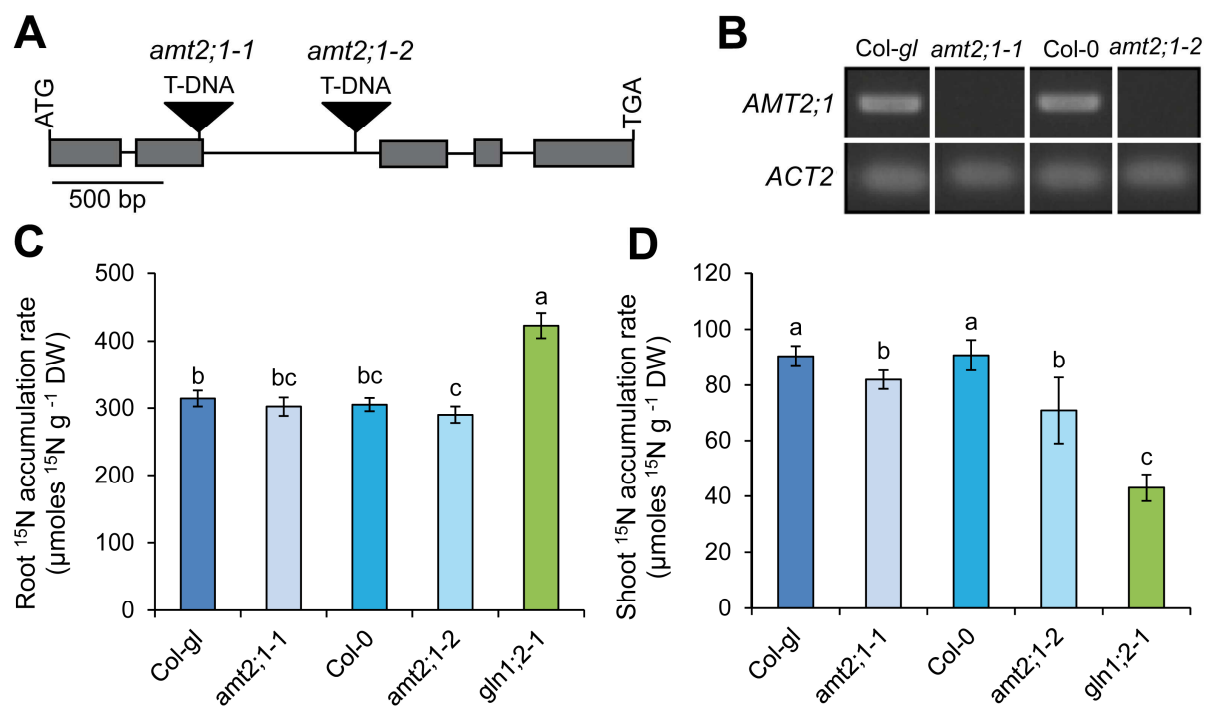 A
amt2;1-1 amt2;1-2
T-DNA T-DNA
ATG
TGA
500 bp
B
Col-gl amt2;1-1 Col-0 amt2;1-2
AMT2;1
ACT2
C
Root ¹⁵N accumulation rate
(µmoles ¹⁵N g ⁻¹ DW)
500
400
300
200
100
0
b bc bc c a
Col-gl amt2;1-1 Col-0 amt2;1-2 gln1;2-1
D
Shoot ¹⁵N accumulation rate
(µmoles ¹⁵N g ⁻¹ DW)
120
100
80
60
40
20
0
a b a b c
Col-gl amt2;1-1 Col-0 amt2;1-2 gln1;2-1